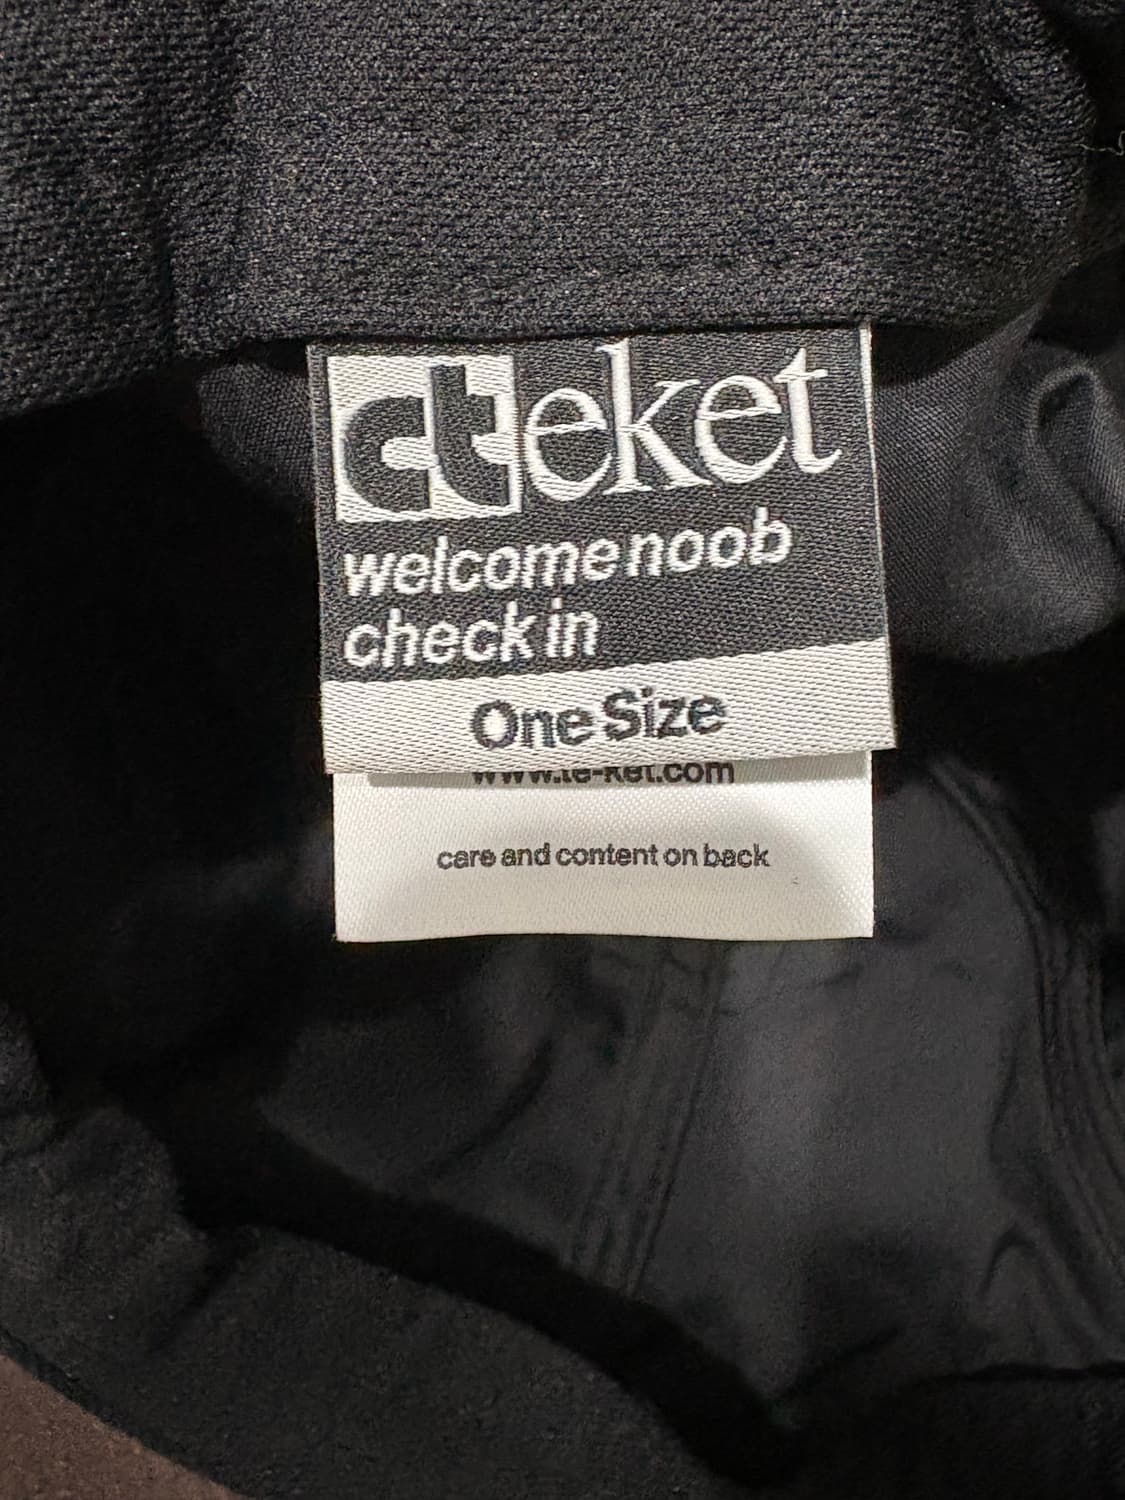 cteket
welcome noob
check in
One Size
www.te-ket.com
care and content on back